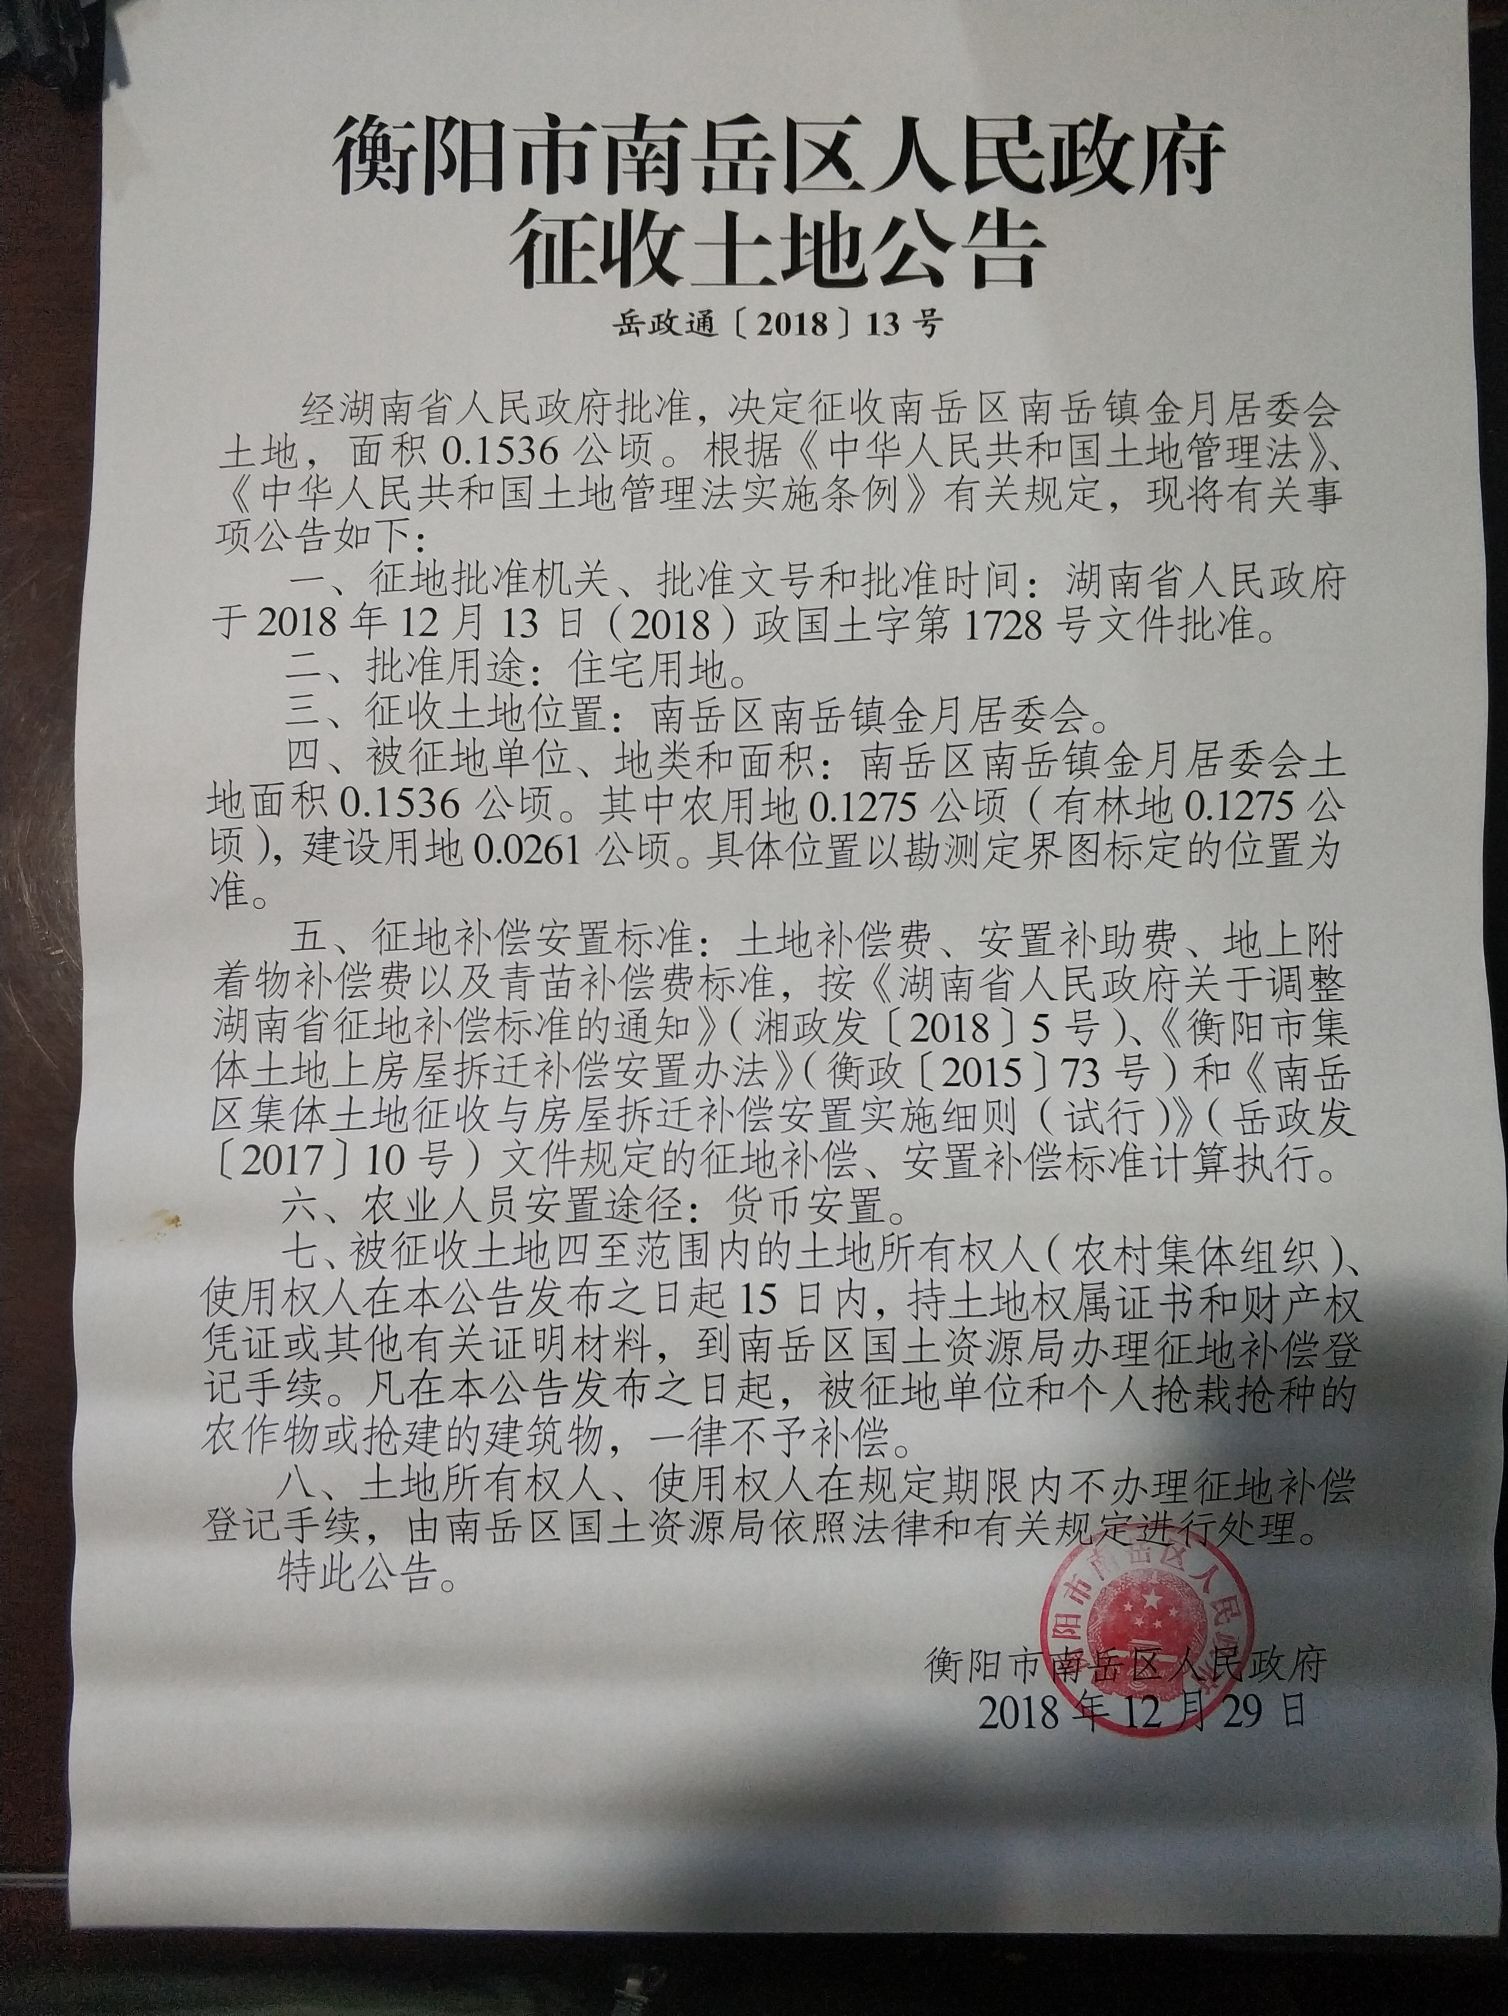 衡阳市南岳区人民政府
征收土地公告
岳政通〔2018〕13号
经湖南省人民政府批准，决定征收南岳区南岳镇金月居委会
土地，面积0.1536公顷。根据《中华人民共和国土地管理法》、
《中华人民共和国土地管理法实施条例》有关规定，现将有关事
项公告如下：
一、征地批准机关、批准文号和批准时间：湖南省人民政府
于2018年12月13日（2018）政国土字第1728号文件批准。
二、批准用途：住宅用地。
三、征收土地位置：南岳区南岳镇金月居委会。
四、被征地单位、地类和面积：南岳区南岳镇金月居委会土
地面积0.1536公顷。其中农用地0.1275公顷（有林地0.1275公
顷），建设用地0.0261公顷。具体位置以勘测定界图标定的位置为
准。
五、征地补偿安置标准：土地补偿费、安置补助费、地上附
着物补偿费以及青苗补偿费标准，按《湖南省人民政府关于调整
湖南省征地补偿标准的通知》（湘政发〔2018〕5号）、《衡阳市集
体土地上房屋拆迁补偿安置办法》（衡政〔2015〕73号）和《南岳
区集体土地征收与房屋拆迁补偿安置实施细则（试行）》（岳政发
〔2017〕10号）文件规定的征地补偿、安置补偿标准计算执行。
六、农业人员安置途径：货币安置。
七、被征收土地四至范围内的土地所有权人（农村集体组织）、
使用权人在本公告发布之日起15日内，持土地权属证书和财产权
凭证或其他有关证明材料，到南岳区国土资源局办理征地补偿登
记手续。凡在本公告发布之日起，被征地单位和个人抢栽抢种的
农作物或抢建的建筑物，一律不予补偿。
八、土地所有权人、使用权人在规定期限内不办理征地补偿
登记手续，由南岳区国土资源局依照法律和有关规定进行处理。
特此公告。
衡阳市南岳区人民政府
2018年12月29日
阳市南岳区人民